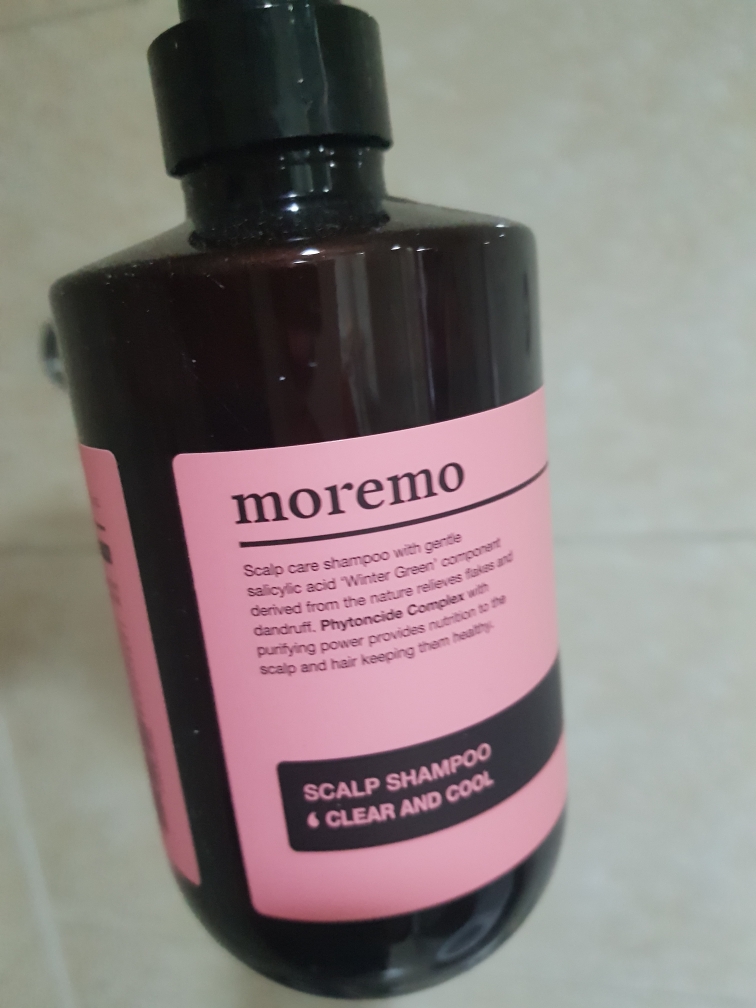 moremo
Scalp care shampoo with gentle
salicylic acid 'Winter Green' component
derived from the nature relieves flakes and
dandruff. Phytoncide Complex with
purifying power provides nutrition to the
scalp and hair keeping them healthy.
SCALP SHAMPOO
CLEAR AND COOL